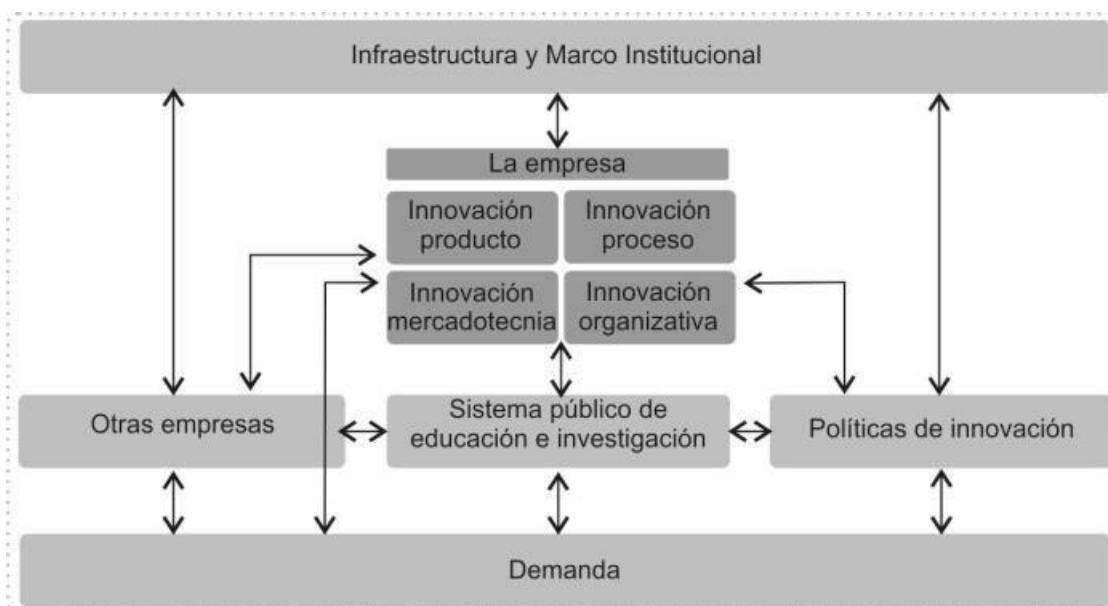 Infraestructura y Marco Institucional
La empresa
Innovación
producto
Innovación
proceso
Innovación
mercadotecnia
Innovación
organizativa
Otras empresas
Sistema público de
educación e investigación
Políticas de innovación
Demanda